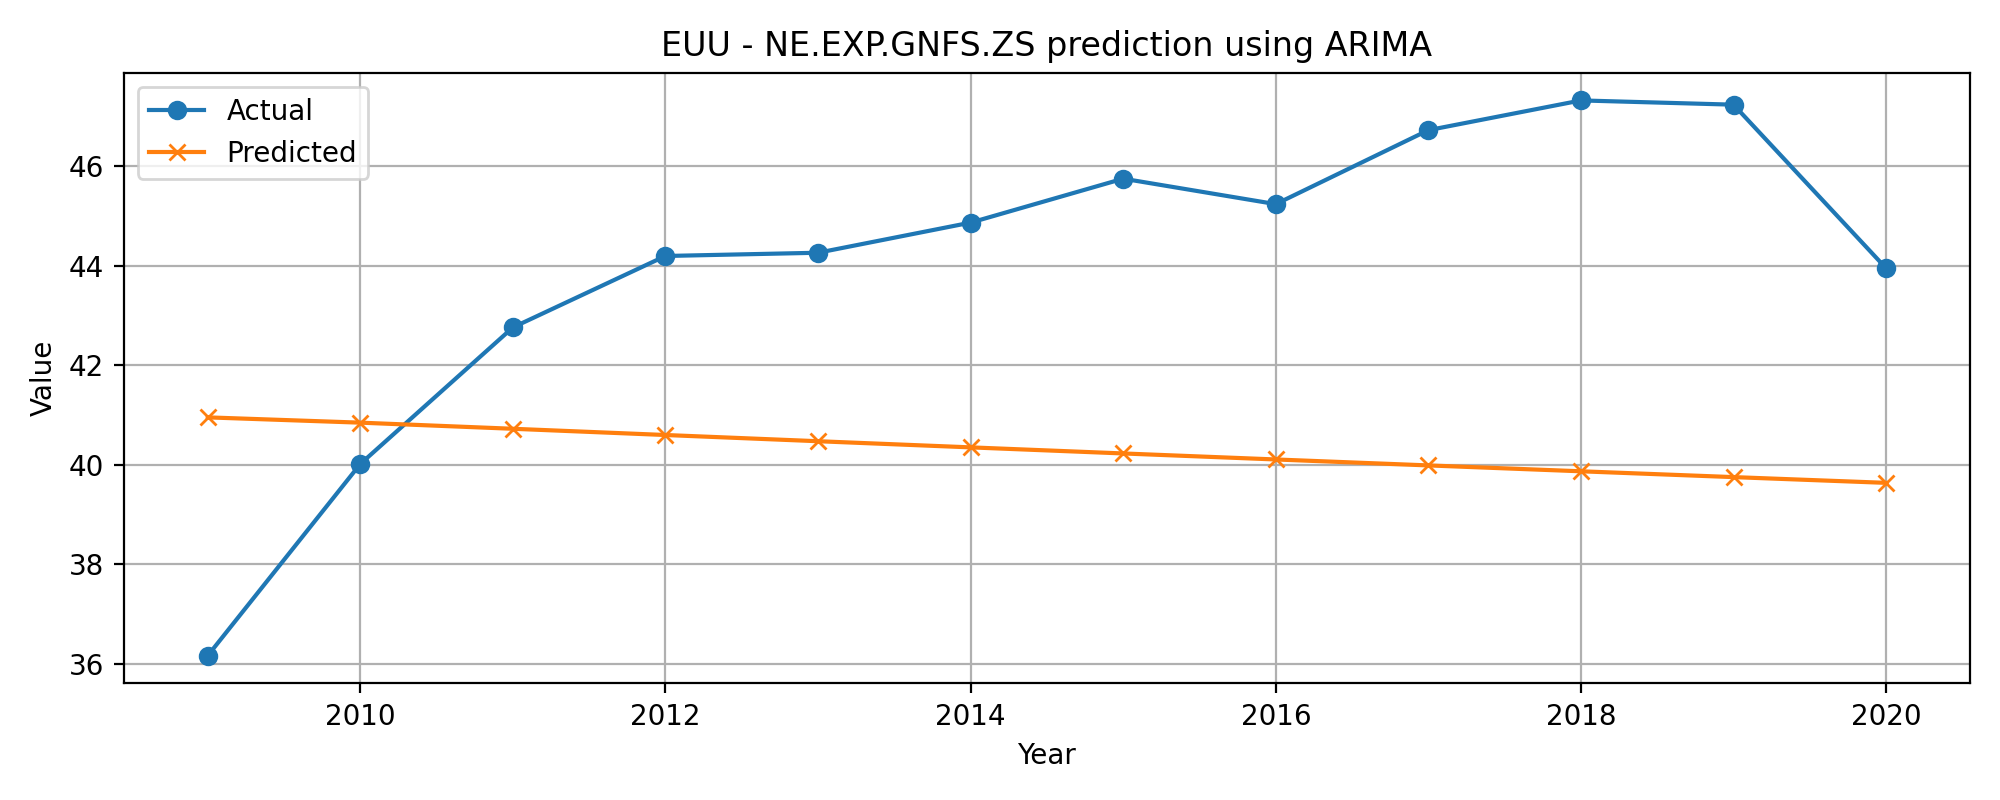 EUU - NE.EXP.GNFS.ZS prediction using ARIMA
Actual
Predicted
Value
46
44
42
40
38
36
2010 2012 2014 2016 2018 2020
Year